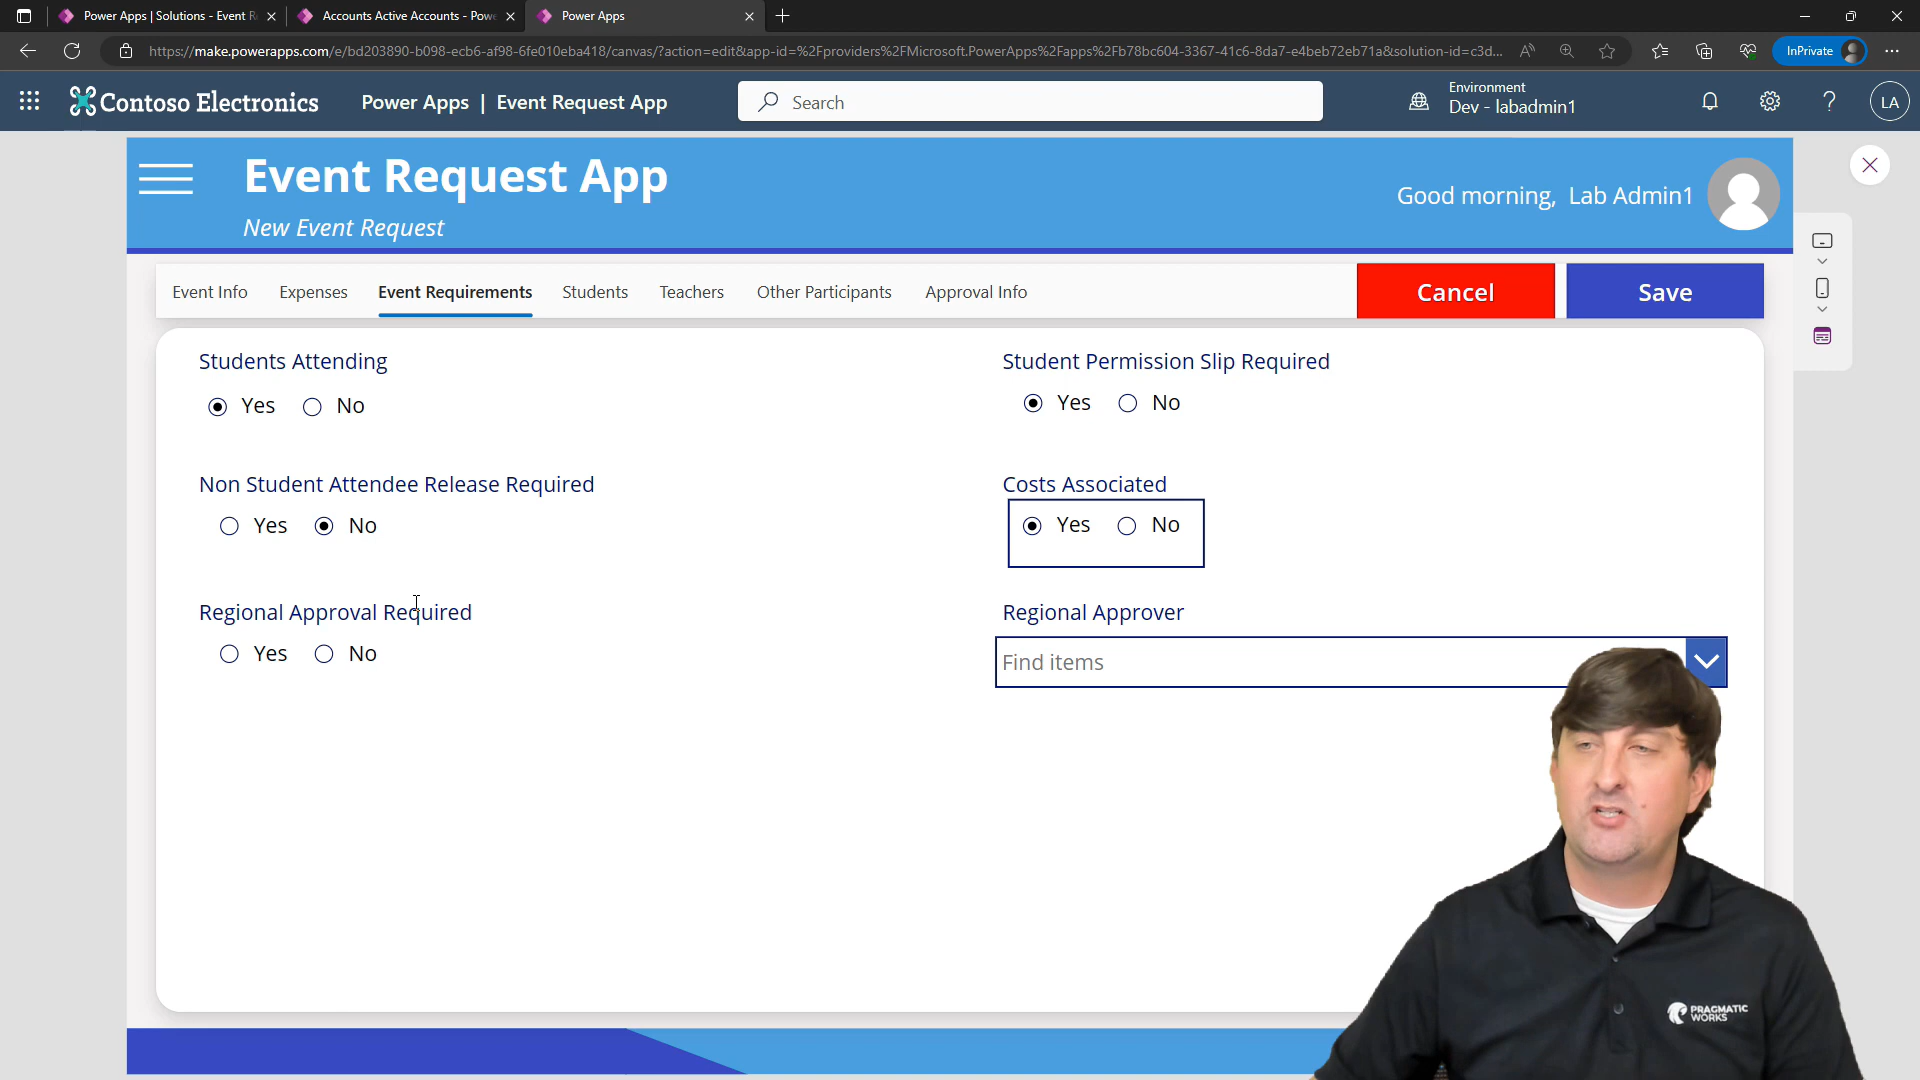 Power Apps | Solutions - Event R
Accounts Active Accounts - Powe
Power Apps
https://make.powerapps.com/e/bd203890-b098-ecb6-af98-6fe010eba418/canvas/?action=edit&app-id=%2Fproviders%2FMicrosoft.PowerApps%2Fapps%2Fb78bc604-3367-41c6-8da7-e4beb72eb71a&solution-id=c3d...
InPrivate
Contoso Electronics
Power Apps | Event Request App
Search
Environment
Dev - labadmin1
LA
Event Request App
New Event Request
Good morning, Lab Admin1
Event Info
Expenses
Event Requirements
Students
Teachers
Other Participants
Approval Info
Cancel
Save
Students Attending
Yes No
Student Permission Slip Required
Yes No
Non Student Attendee Release Required
Yes No
Costs Associated
Yes No
Regional Approval Required
Yes No
Regional Approver
Find items
PRAGMATIC
WORKS